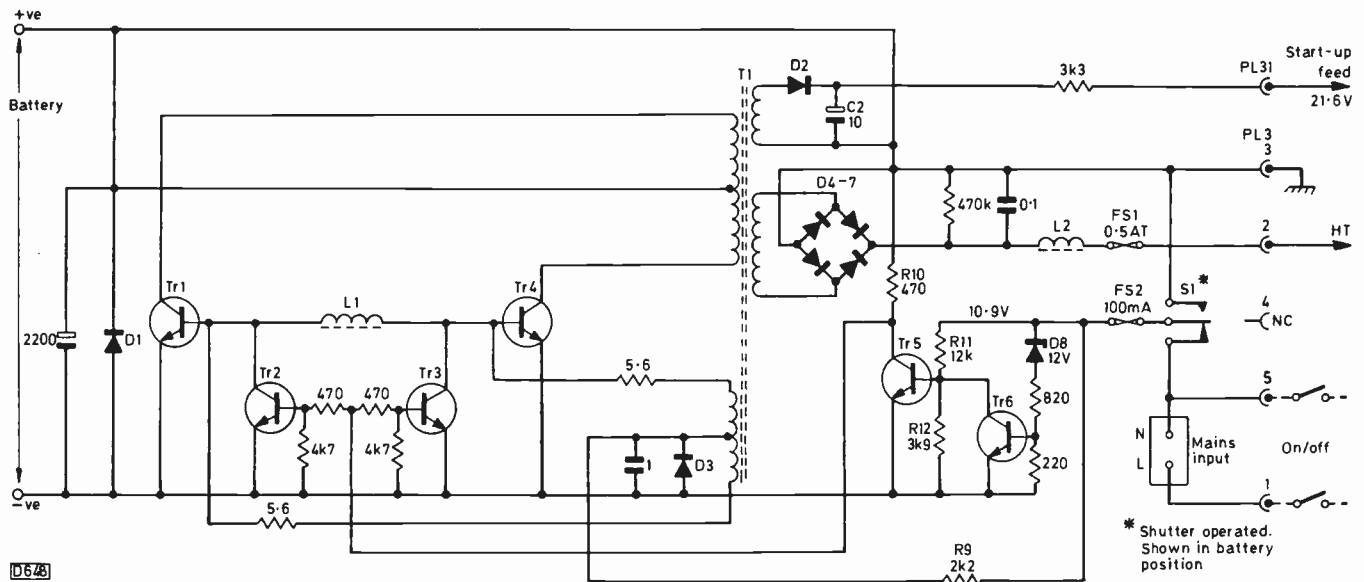 +ve
Battery
2200
D1
Tr1
L1
Tr2
470
470
Tr3
4k7
4k7
Tr4
5·6
5·6
1
D3
T1
D2
C2
10
D4-7
3k3
PL31
Start-up
feed
21·6V
PL3
3
470k
0·1
L2
FS1
0·5AT
2
HT
R10
470
10·9V
FS2
100mA
S1*
4
NC
Tr5
R11
12k
D8
12V
R12
3k9
Tr6
820
220
5
N
L
Mains
input
On/off
1
-ve
R9
2k2
* Shutter operated.
Shown in battery
position
D648